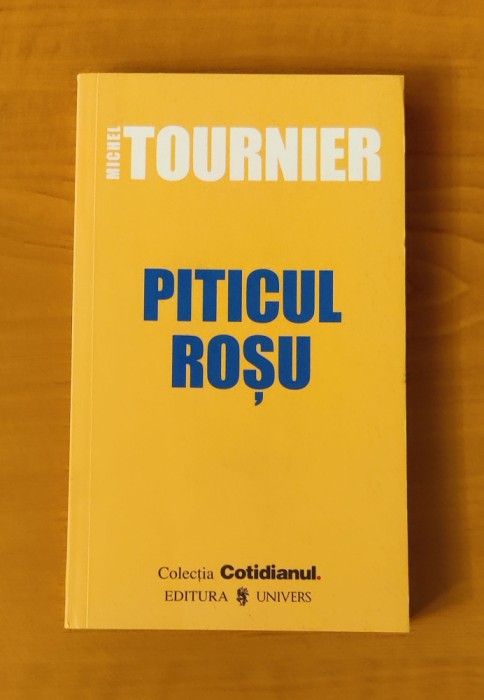 MICHEL
TOURNIER
PITICUL
ROȘU
Colecția Cotidianul.
EDITURA UNIVERS